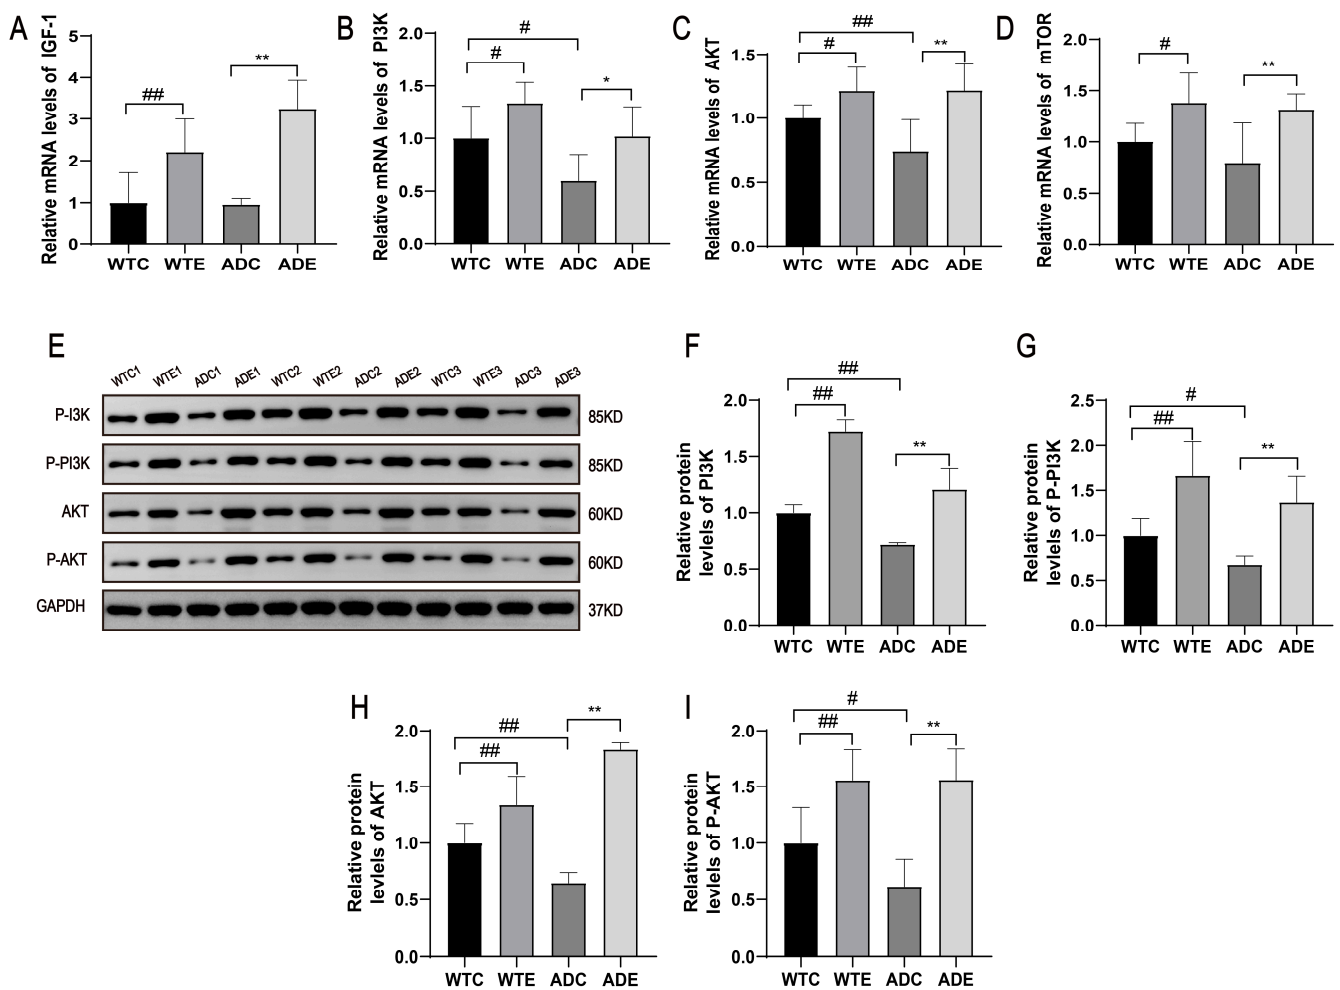 A
Relative mRNA levels of IGF-1
5
4
3
2
1
0
##
**
WTC WTE ADC ADE
B
Relative mRNA levels of PI3K
2.0
1.5
1.0
0.5
0.0
#
#
*
WTC WTE ADC ADE
C
Relative mRNA levels of AKT
1.5
1.0
0.5
0.0
##
#
**
WTC WTE ADC ADE
D
Relative mRNA levels of mTOR
2.0
1.5
1.0
0.5
0.0
#
**
WTC WTE ADC ADE
E
WTC1 WTE1 ADC1 ADE1 WTC2 WTE2 ADC2 ADE2 WTC3 WTE3 ADC3 ADE3
P-I3K 85KD
P-PI3K 85KD
AKT 60KD
P-AKT 60KD
GAPDH 37KD
F
Relative protein
levlels of PI3K
2.0
1.5
1.0
0.5
0.0
##
##
**
WTC WTE ADC ADE
G
Relative protein
levlels of P-PI3K
2.5
2.0
1.5
1.0
0.5
0.0
#
##
**
WTC WTE ADC ADE
H
Relative protein
levlels of AKT
2.0
1.5
1.0
0.5
0.0
##
##
**
WTC WTE ADC ADE
I
Relative protein
levlels of P-AKT
2.0
1.5
1.0
0.5
0.0
#
##
**
WTC WTE ADC ADE